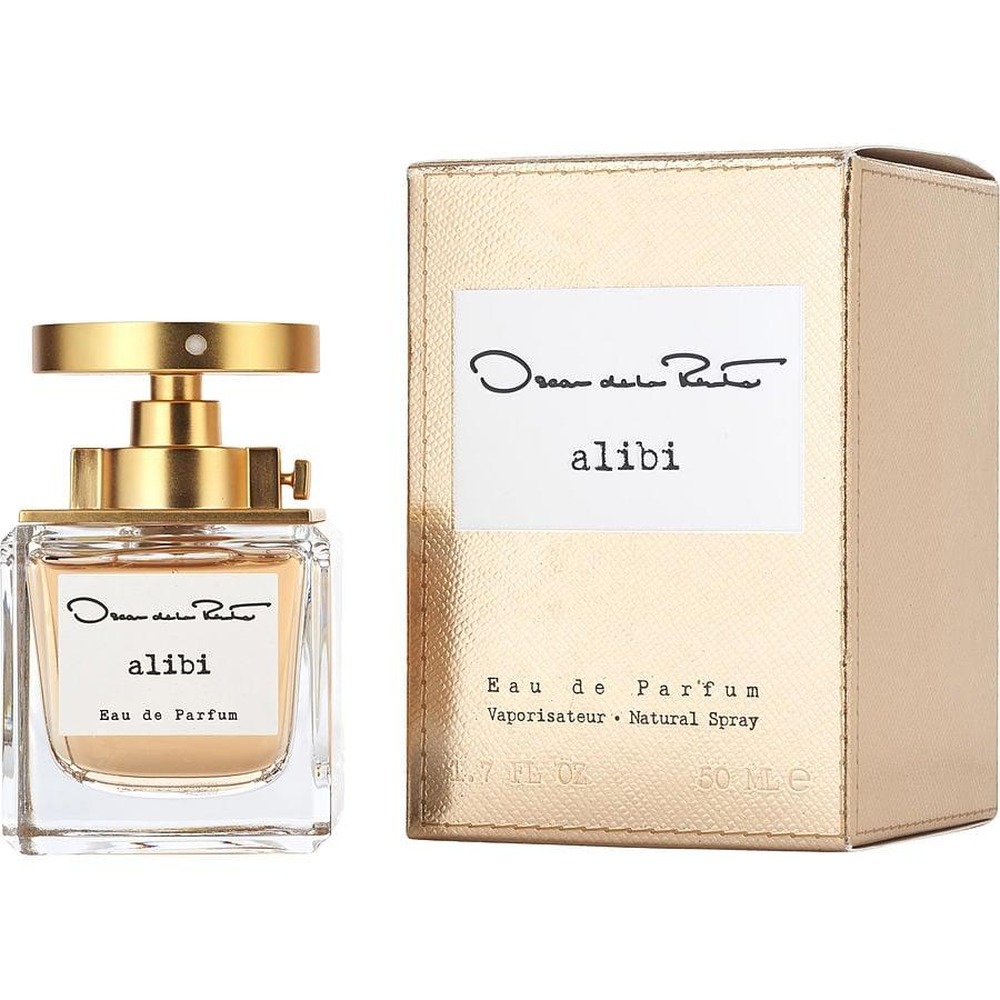 Oscar de la Renta
alibi
Eau de Parfum
Oscar de la Renta
alibi
Eau de Parfum
Vaporisateur • Natural Spray
1.7 FL OZ 50 ML e